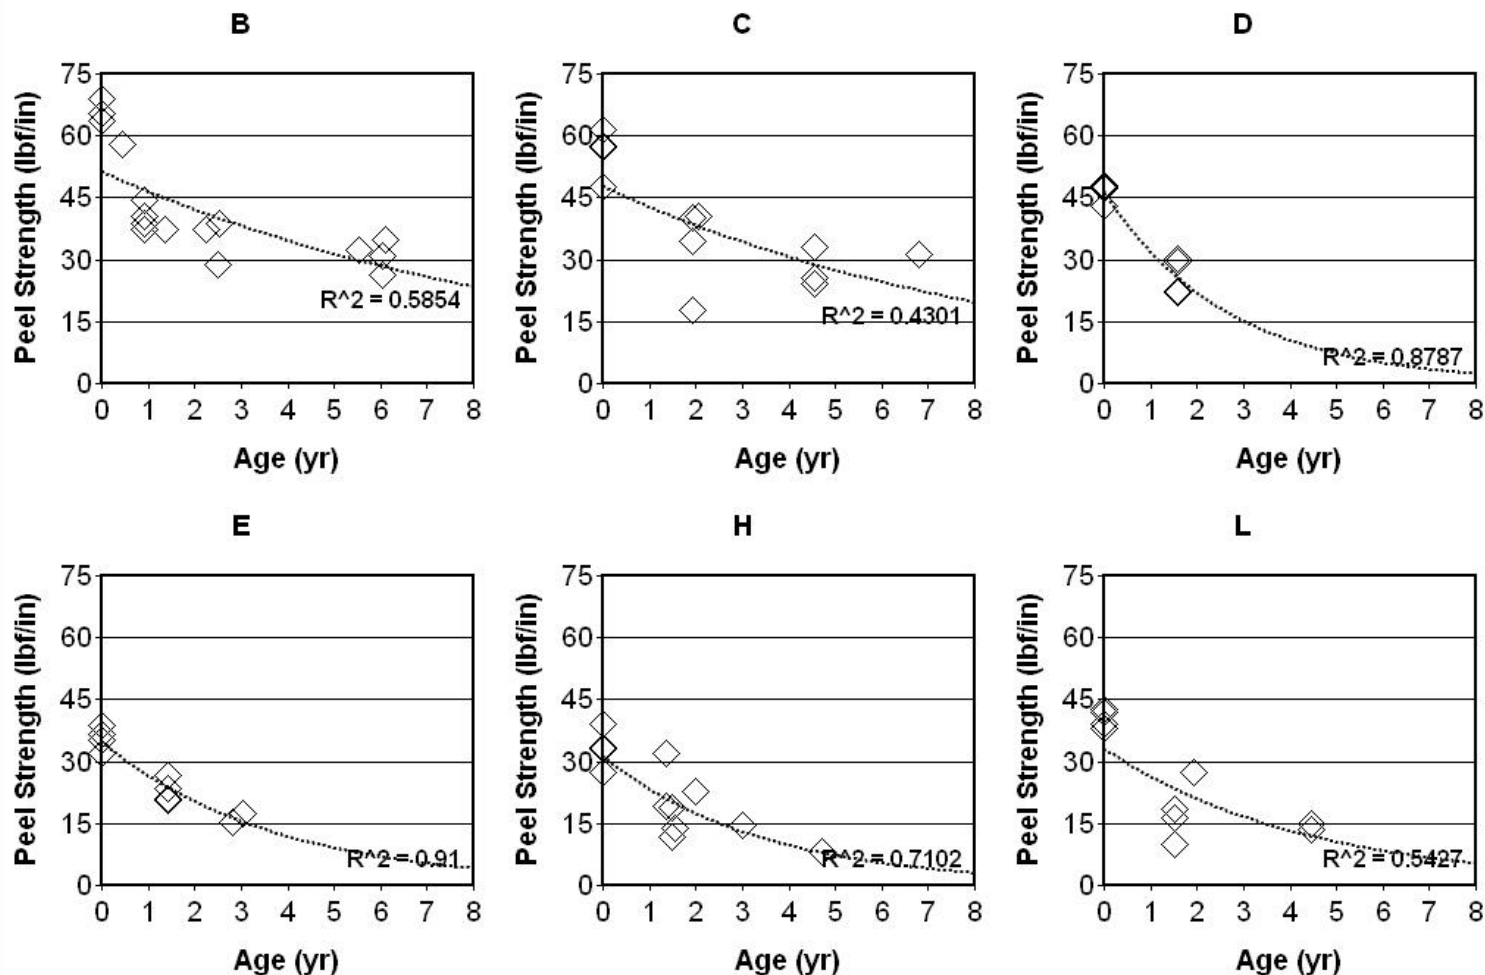 B
C
D
Peel Strength (lbf/in)
75
60
45
30
15
0
R^2 = 0.5854
0 1 2 3 4 5 6 7 8
Age (yr)
Peel Strength (lbf/in)
75
60
45
30
15
0
R^2 = 0.4301
0 1 2 3 4 5 6 7 8
Age (yr)
Peel Strength (lbf/in)
75
60
45
30
15
0
R^2 = 0.8787
0 1 2 3 4 5 6 7 8
Age (yr)
E
H
L
Peel Strength (lbf/in)
75
60
45
30
15
0
R^2 = 0.91
0 1 2 3 4 5 6 7 8
Age (yr)
Peel Strength (lbf/in)
75
60
45
30
15
0
R^2 = 0.7102
0 1 2 3 4 5 6 7 8
Age (yr)
Peel Strength (lbf/in)
75
60
45
30
15
0
R^2 = 0.5427
0 1 2 3 4 5 6 7 8
Age (yr)